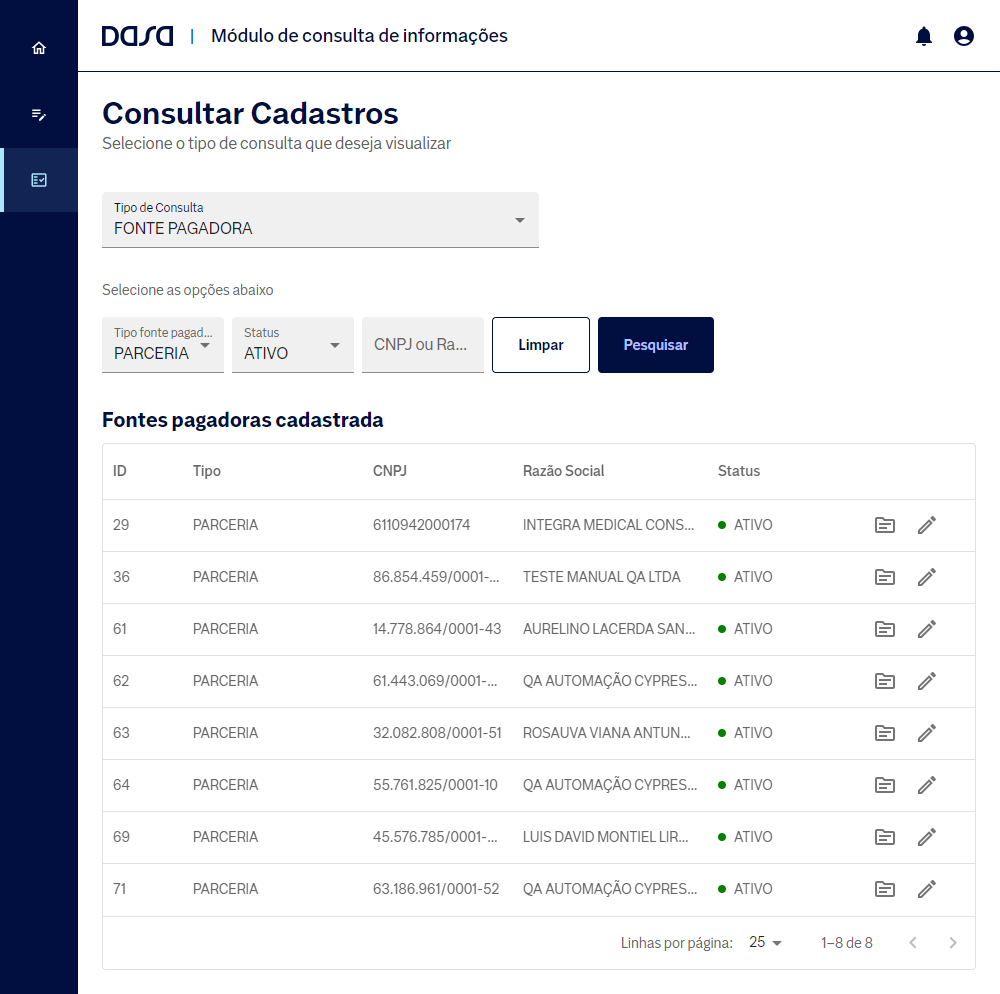 DASA | Módulo de consulta de informações
Consultar Cadastros
Selecione o tipo de consulta que deseja visualizar
Tipo de Consulta
FONTE PAGADORA
Selecione as opções abaixo
Tipo fonte pagad... Status
PARCERIA ATIVO CNPJ ou Ra... Limpar Pesquisar
Fontes pagadoras cadastrada
ID Tipo CNPJ Razão Social Status
29 PARCERIA 6110942000174 INTEGRA MEDICAL CONS... ATIVO
36 PARCERIA 86.854.459/0001-... TESTE MANUAL QA LTDA ATIVO
61 PARCERIA 14.778.864/0001-43 AURELINO LACERDA SAN... ATIVO
62 PARCERIA 61.443.069/0001-... QA AUTOMAÇÃO CYPRES... ATIVO
63 PARCERIA 32.082.808/0001-51 ROSAUVA VIANA ANTUN... ATIVO
64 PARCERIA 55.761.825/0001-10 QA AUTOMAÇÃO CYPRES... ATIVO
69 PARCERIA 45.576.785/0001-... LUIS DAVID MONTIEL LIR... ATIVO
71 PARCERIA 63.186.961/0001-52 QA AUTOMAÇÃO CYPRES... ATIVO
Linhas por página: 25 1–8 de 8